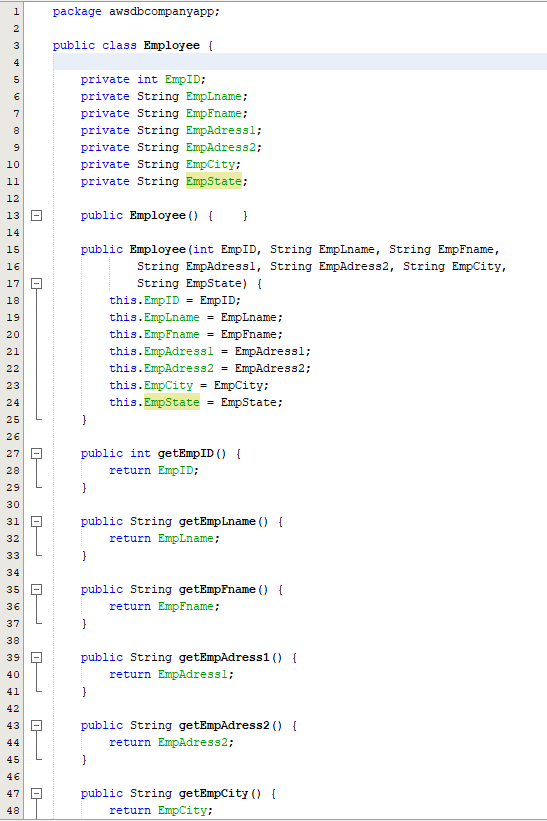 1 package awsdbcompanyapp;
2
3 public class Employee {
4
5 private int EmpID;
6 private String EmpLname;
7 private String EmpFname;
8 private String EmpAdress1;
9 private String EmpAdress2;
10 private String EmpCity;
11 private String EmpState;
12
13 public Employee() { }
14
15 public Employee(int EmpID, String EmpLname, String EmpFname,
16 String EmpAdress1, String EmpAdress2, String EmpCity,
17 String EmpState) {
18 this.EmpID = EmpID;
19 this.EmpLname = EmpLname;
20 this.EmpFname = EmpFname;
21 this.EmpAdress1 = EmpAdress1;
22 this.EmpAdress2 = EmpAdress2;
23 this.EmpCity = EmpCity;
24 this.EmpState = EmpState;
25 }
26
27 public int getEmpID() {
28 return EmpID;
29 }
30
31 public String getEmpLname() {
32 return EmpLname;
33 }
34
35 public String getEmpFname() {
36 return EmpFname;
37 }
38
39 public String getEmpAdress1() {
40 return EmpAdress1;
41 }
42
43 public String getEmpAdress2() {
44 return EmpAdress2;
45 }
46
47 public String getEmpCity() {
48 return EmpCity;